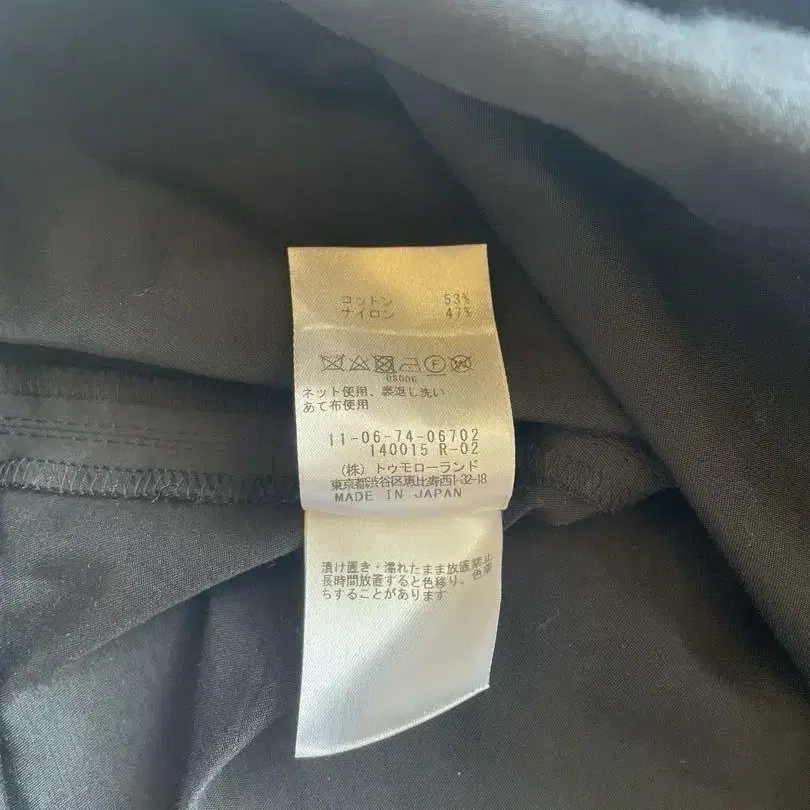 コットン 53%
ナイロン 47%
US006
ネット使用、裏返し洗い
あて布使用
11-06-74-06702
140015 R-02
(株) トゥモローランド
東京都渋谷区恵比寿西1-32-18
MADE IN JAPAN
漬け置き・濡れたまま放置禁止
長時間放置すると色移り、色落
ちすることがあります